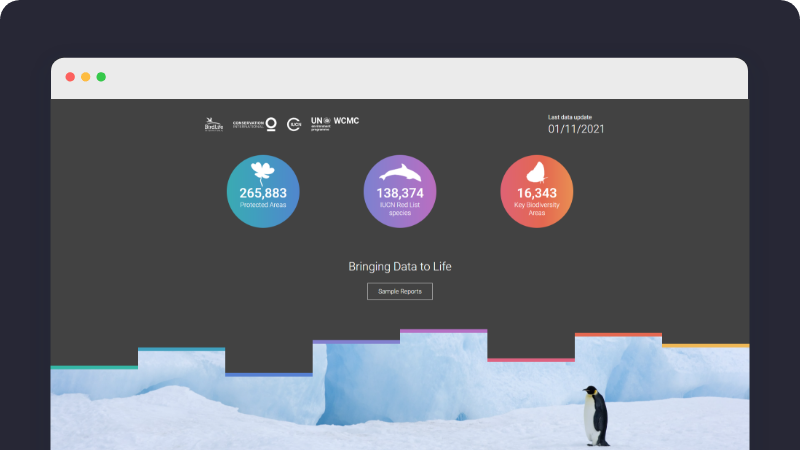 BirdLife
CONSERVATION
INTERNATIONAL
IUCN
UN WCMC
environment
programme
Last data update
01/11/2021
265,883
Protected Areas
138,374
IUCN Red List
species
16,343
Key Biodiversity
Areas
Bringing Data to Life
Sample Reports